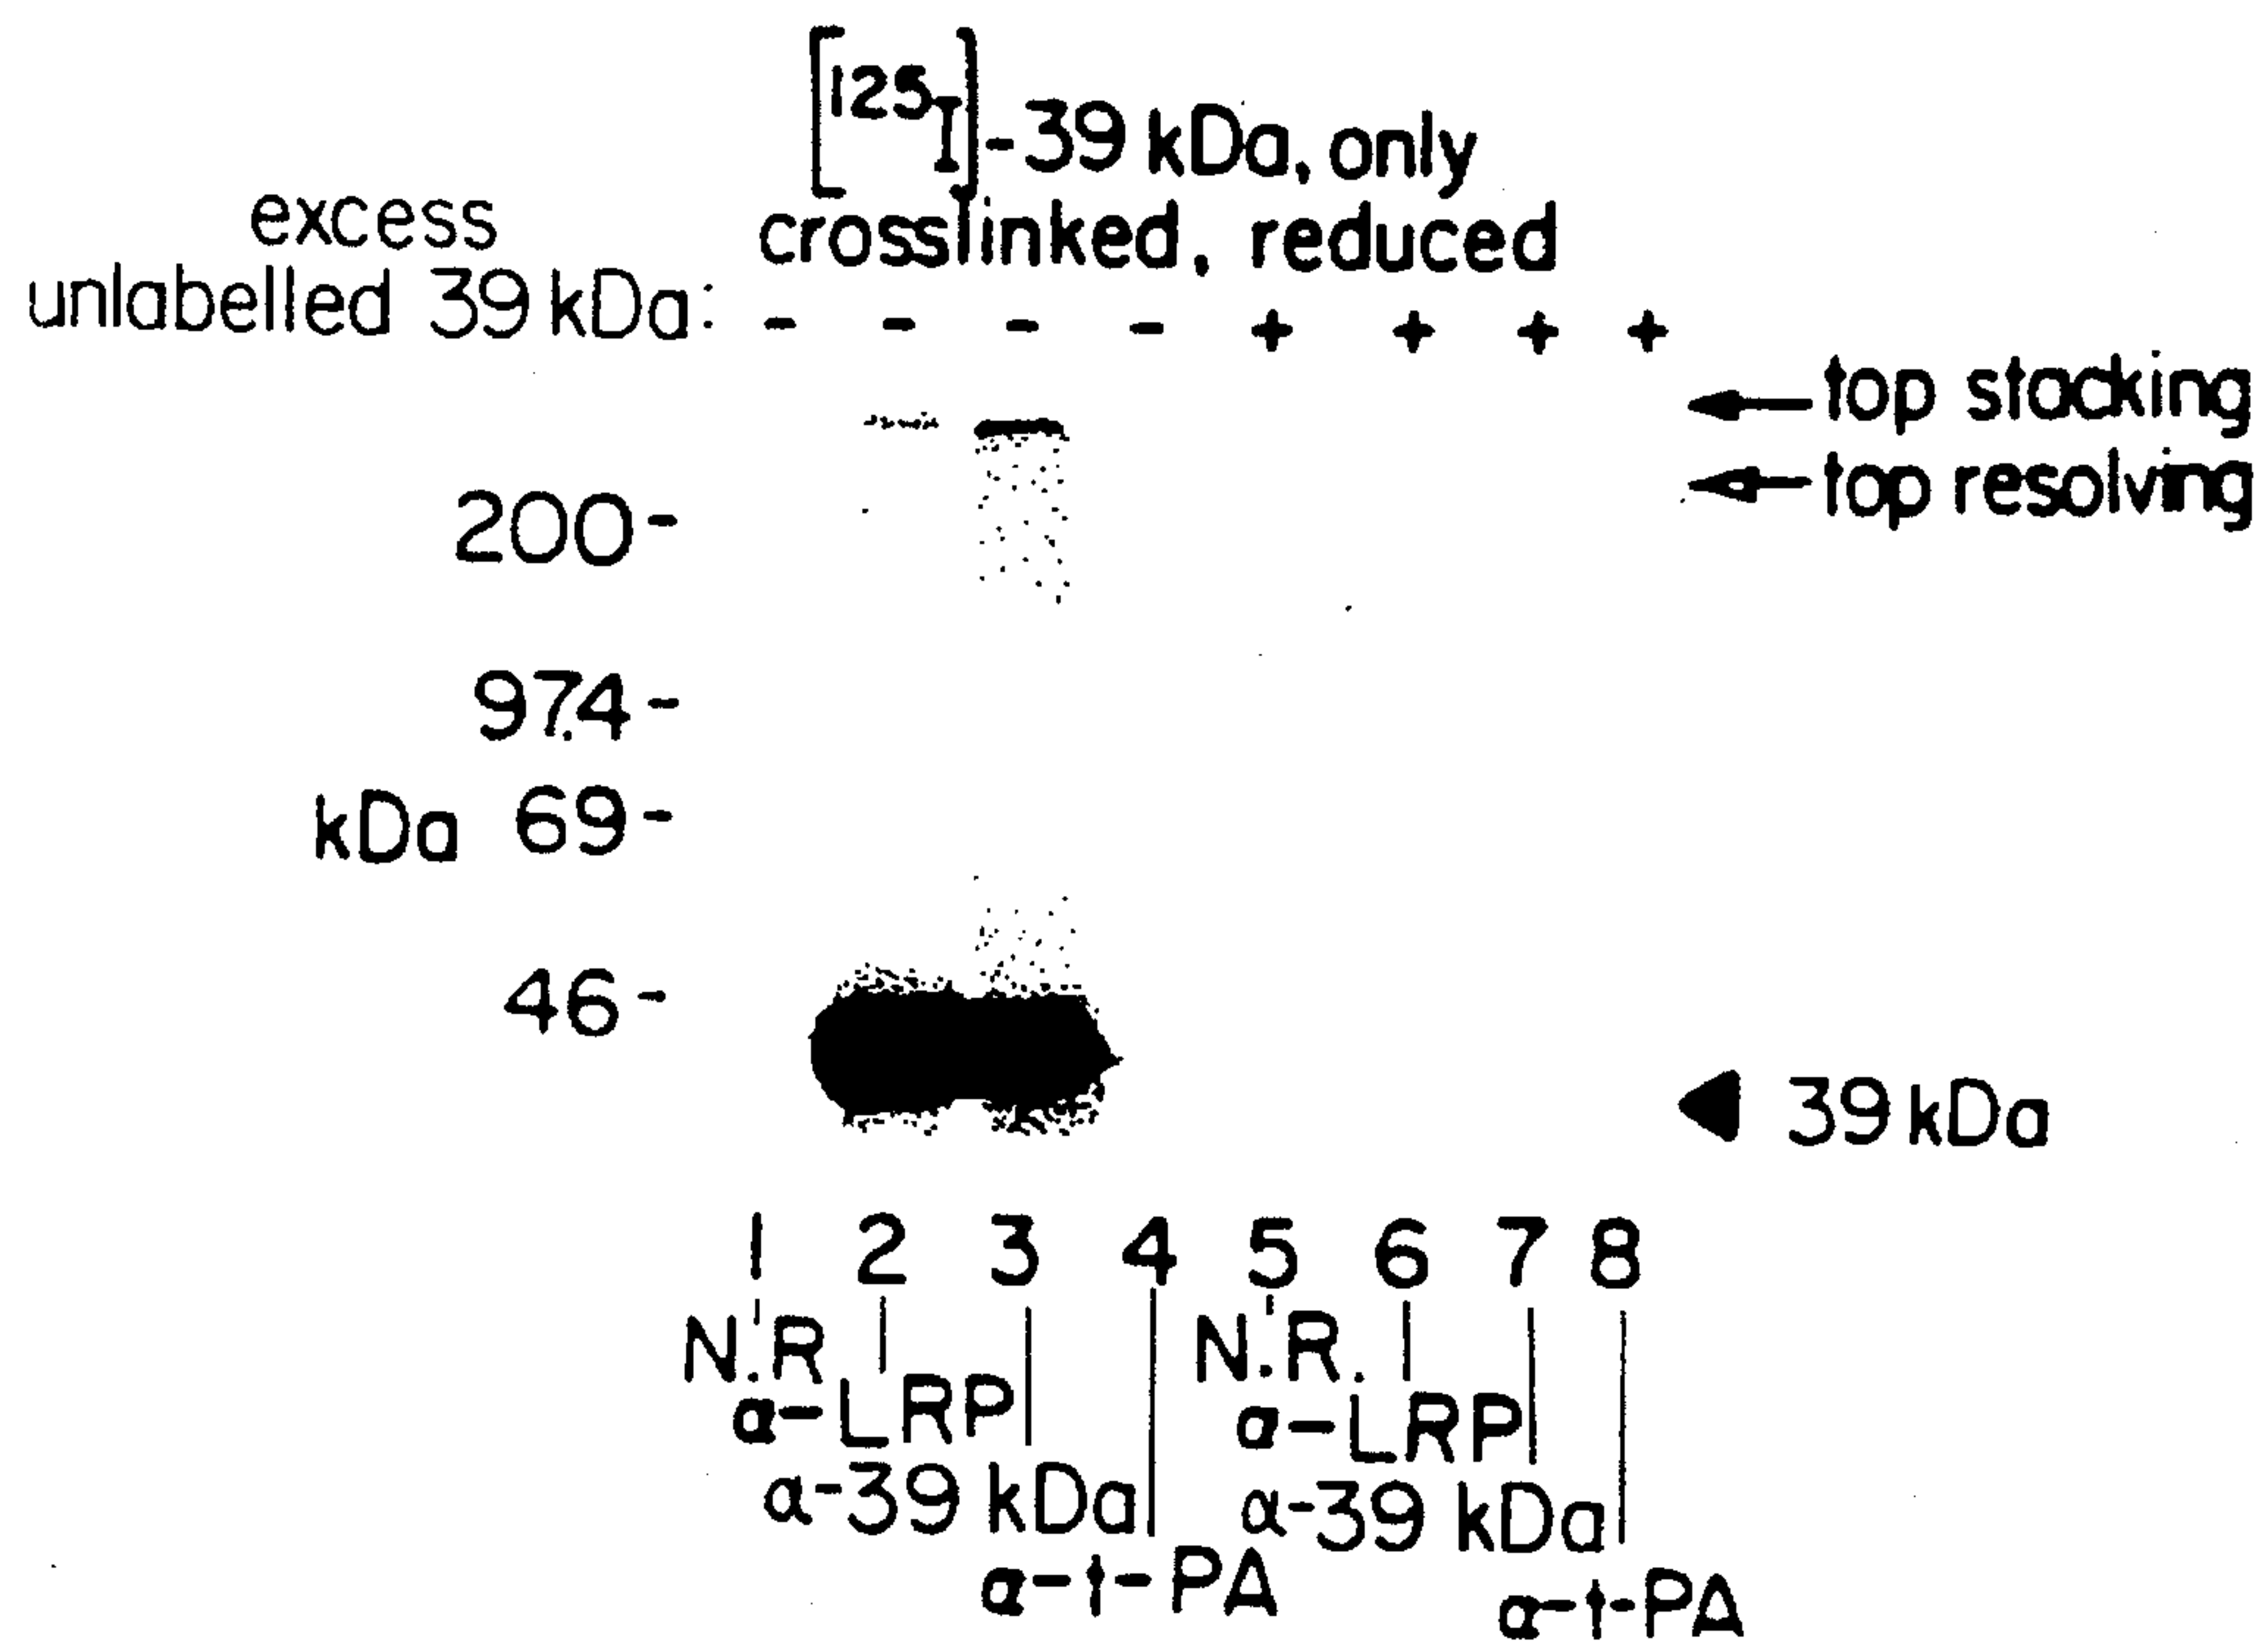 [¹²⁵I]-39 kDa, only
crosslinked, reduced
excess
unlabelled 39 kDa: - - - - + + + +
top stacking
top resolving
200-
97.4-
kDa 69-
46-
39 kDa
1 2 3 4 5 6 7 8
N.R N.R.
α-LRP α-LRP
α-39 kDa α-39 kDa
α-t-PA α-t-PA